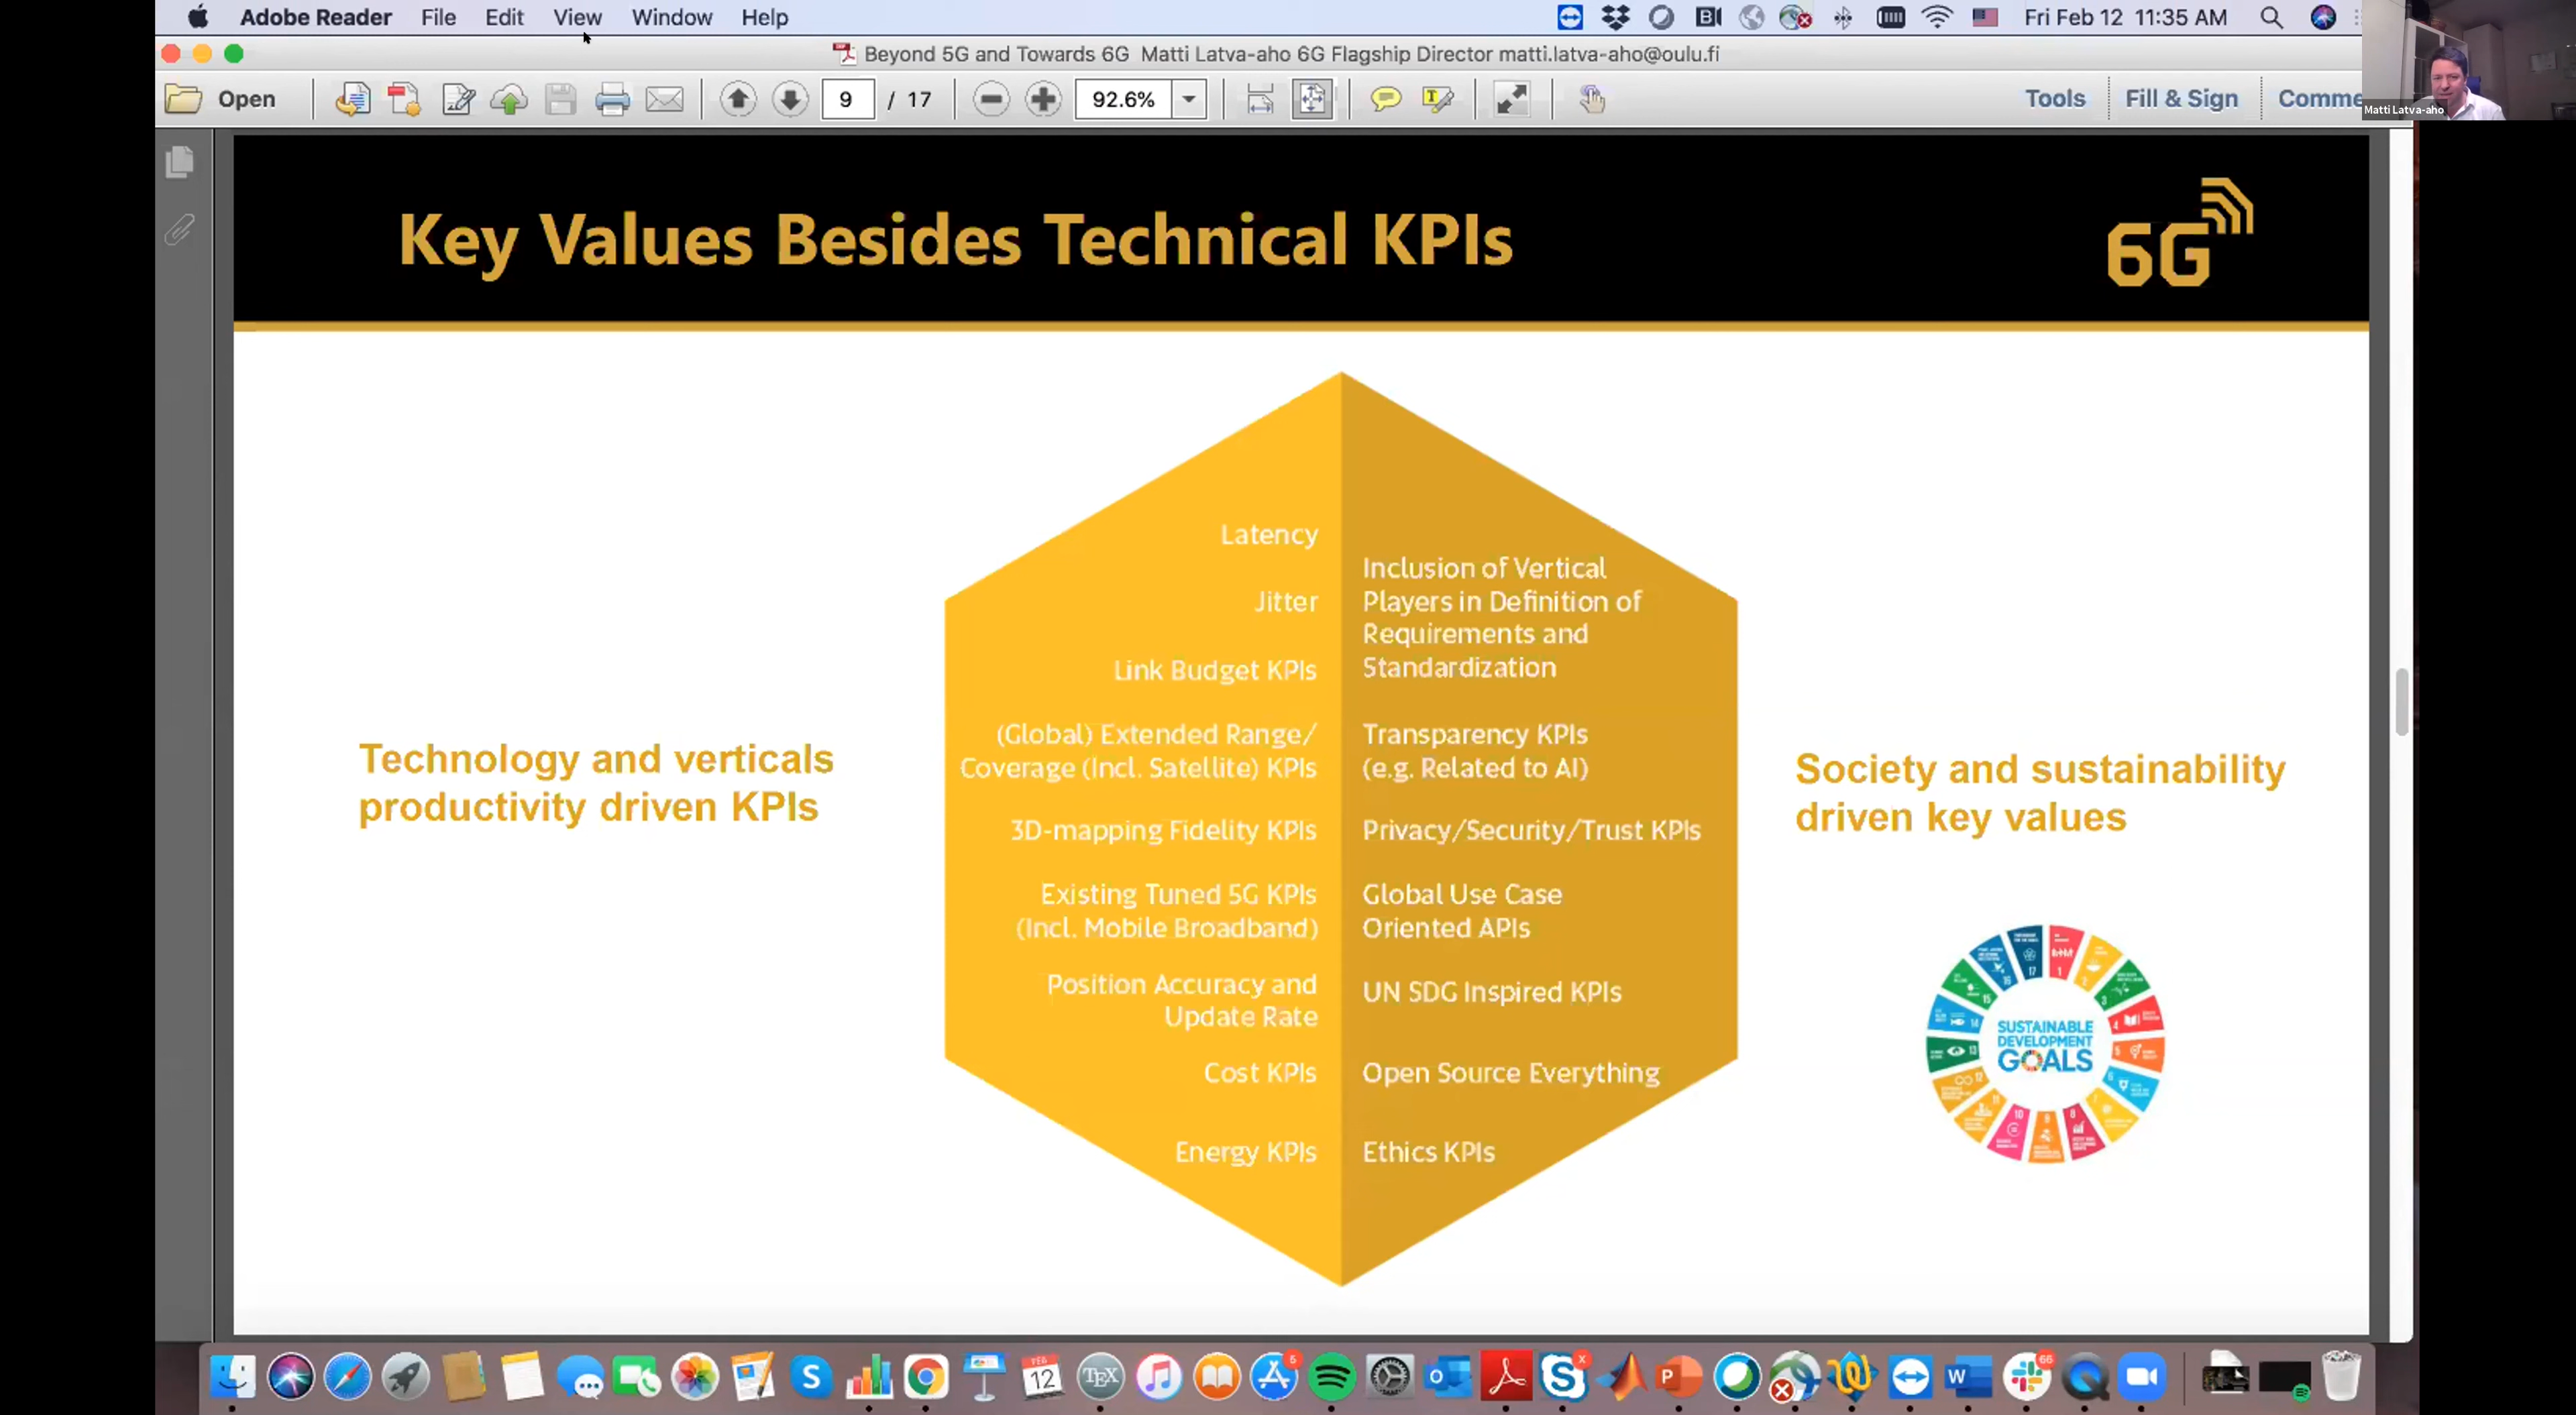 Adobe Reader File Edit View Window Help
Fri Feb 12 11:35 AM
Beyond 5G and Towards 6G Matti Latva-aho 6G Flagship Director matti.latva-aho@oulu.fi
Open
9 / 17
92.6%
Tools
Fill & Sign
Comme
Matti Latva-aho
Key Values Besides Technical KPIs
6G
Technology and verticals
productivity driven KPIs
Latency
Jitter
Link Budget KPIs
(Global) Extended Range/
Coverage (Incl. Satellite) KPIs
3D-mapping Fidelity KPIs
Existing Tuned 5G KPIs
(Incl. Mobile Broadband)
Position Accuracy and
Update Rate
Cost KPIs
Energy KPIs
Inclusion of Vertical
Players in Definition of
Requirements and
Standardization
Transparency KPIs
(e.g. Related to AI)
Privacy/Security/Trust KPIs
Global Use Case
Oriented APIs
UN SDG Inspired KPIs
Open Source Everything
Ethics KPIs
Society and sustainability
driven key values
SUSTAINABLE
DEVELOPMENT
GOALS
FEB
12
TEX
5
66